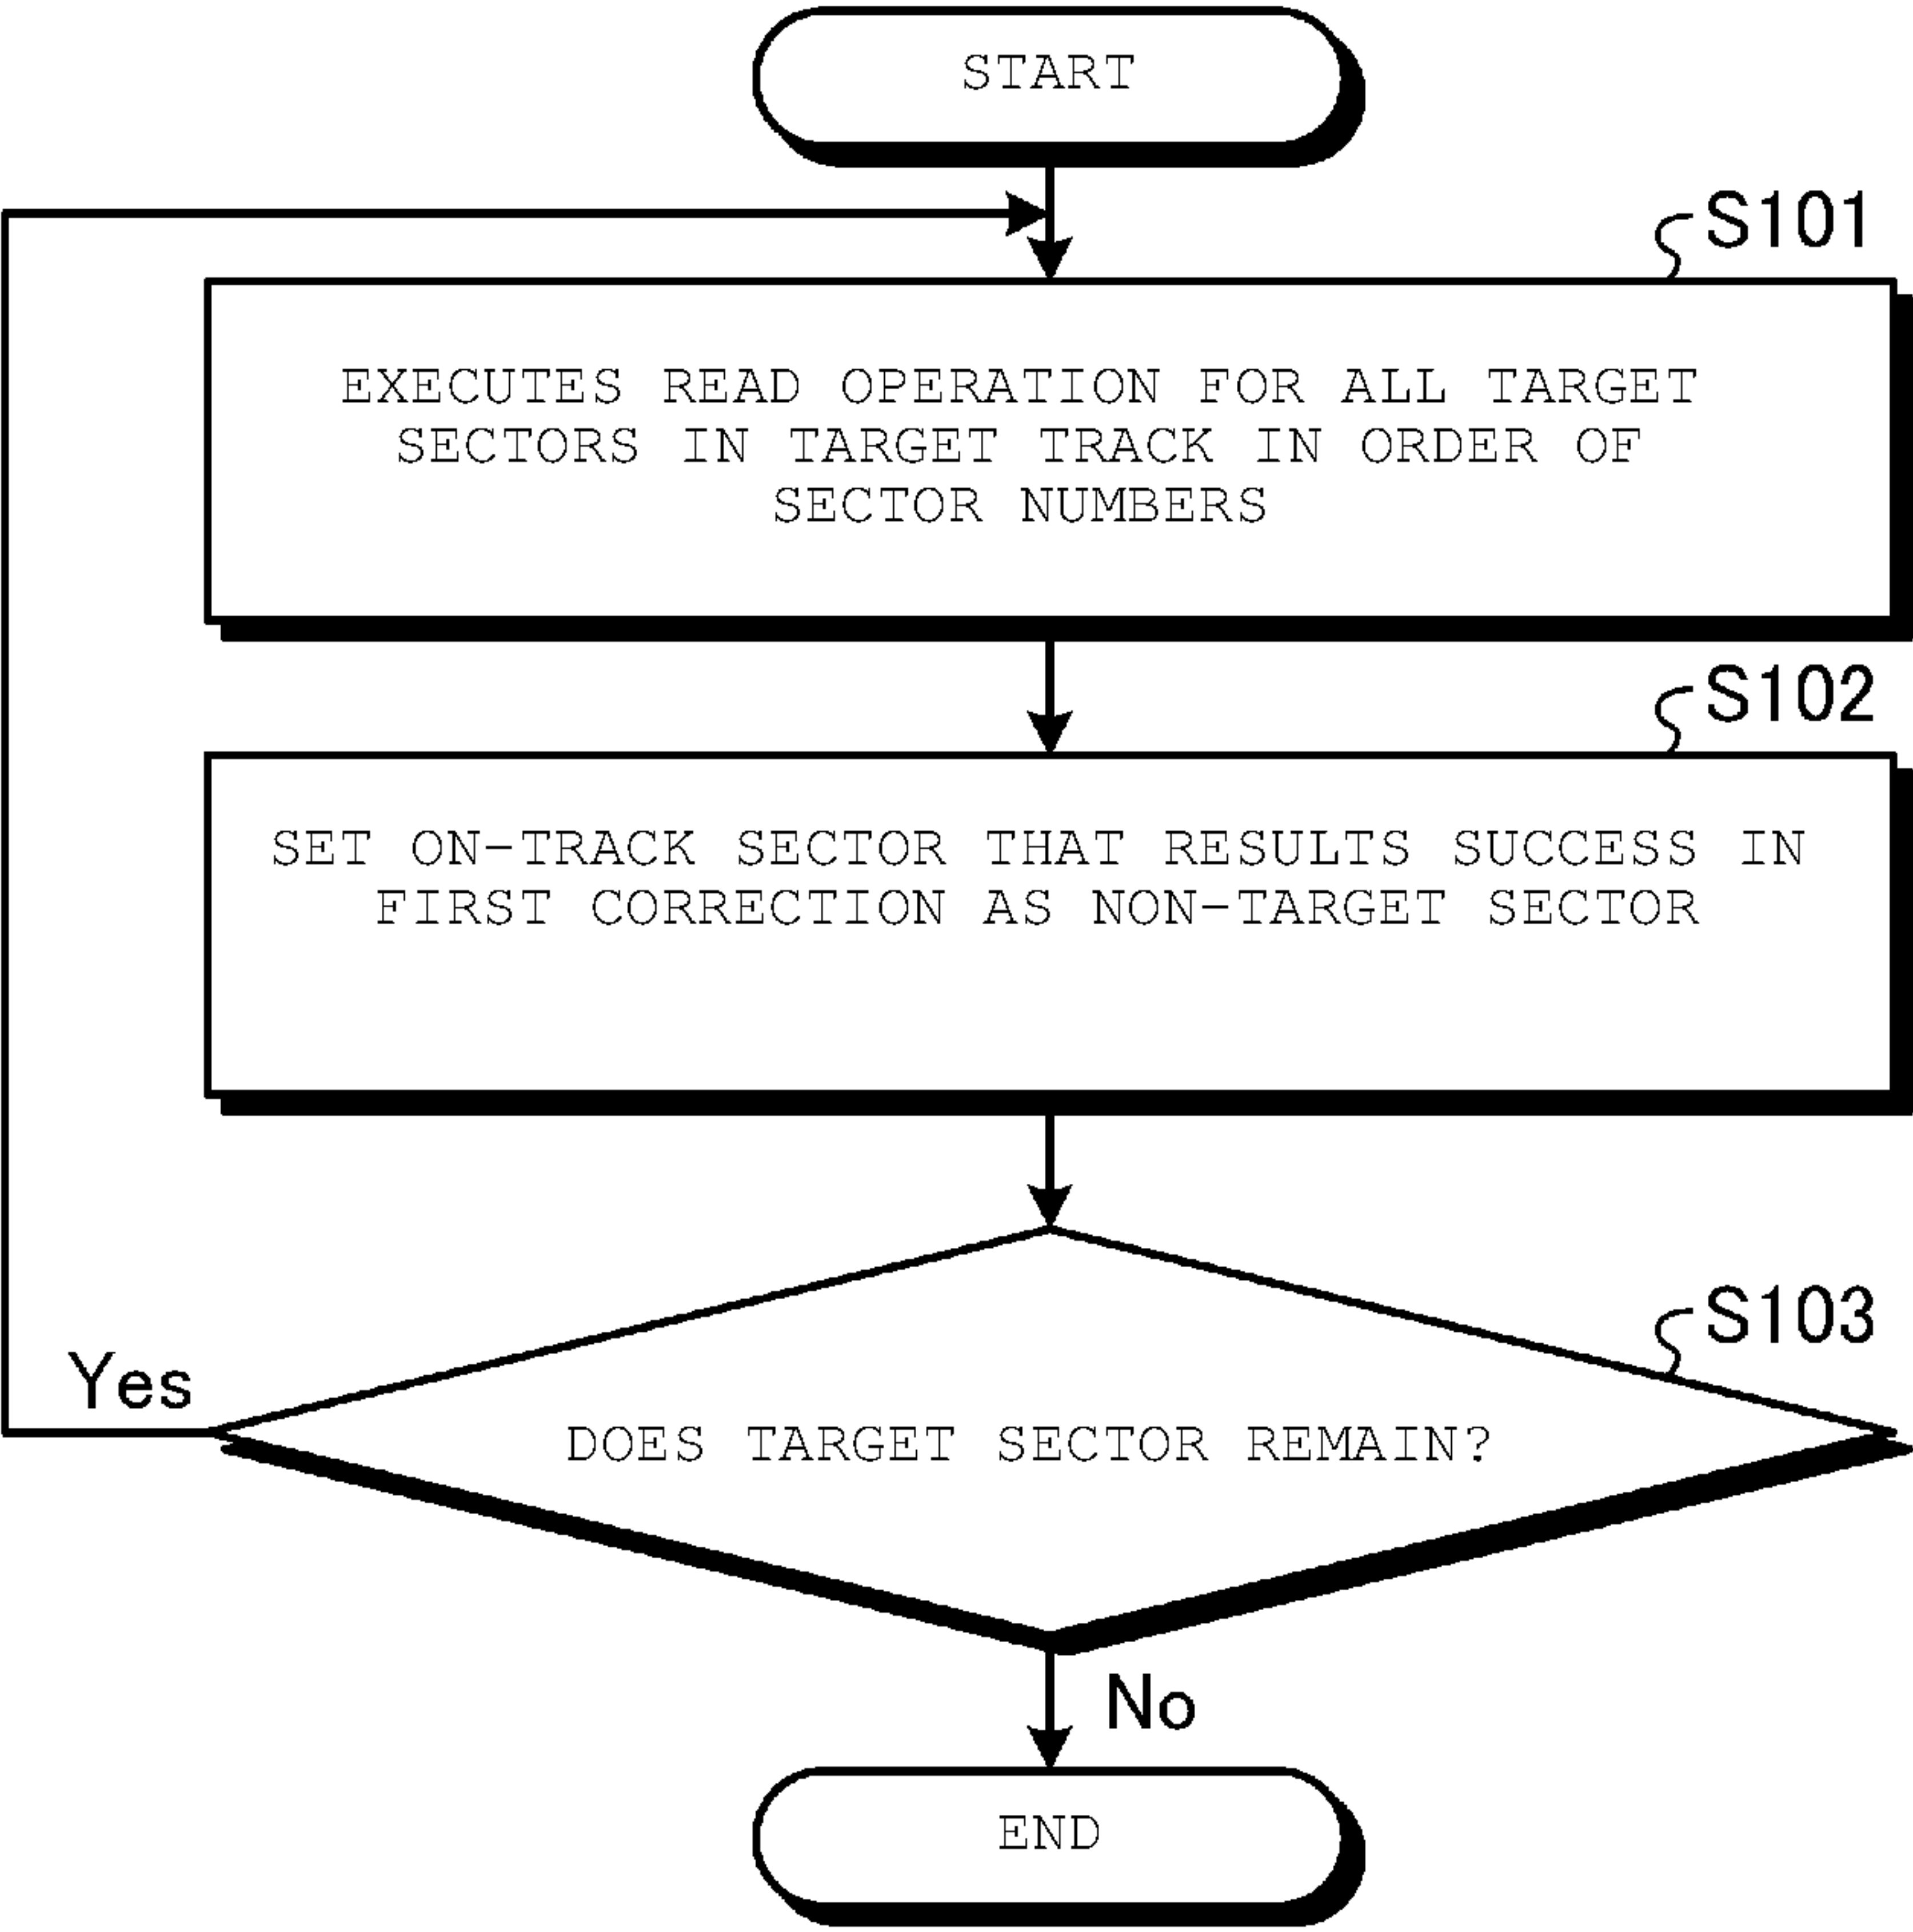 START
S101
EXECUTES READ OPERATION FOR ALL TARGET
SECTORS IN TARGET TRACK IN ORDER OF
SECTOR NUMBERS
S102
SET ON-TRACK SECTOR THAT RESULTS SUCCESS IN
FIRST CORRECTION AS NON-TARGET SECTOR
S103
Yes
DOES TARGET SECTOR REMAIN?
No
END